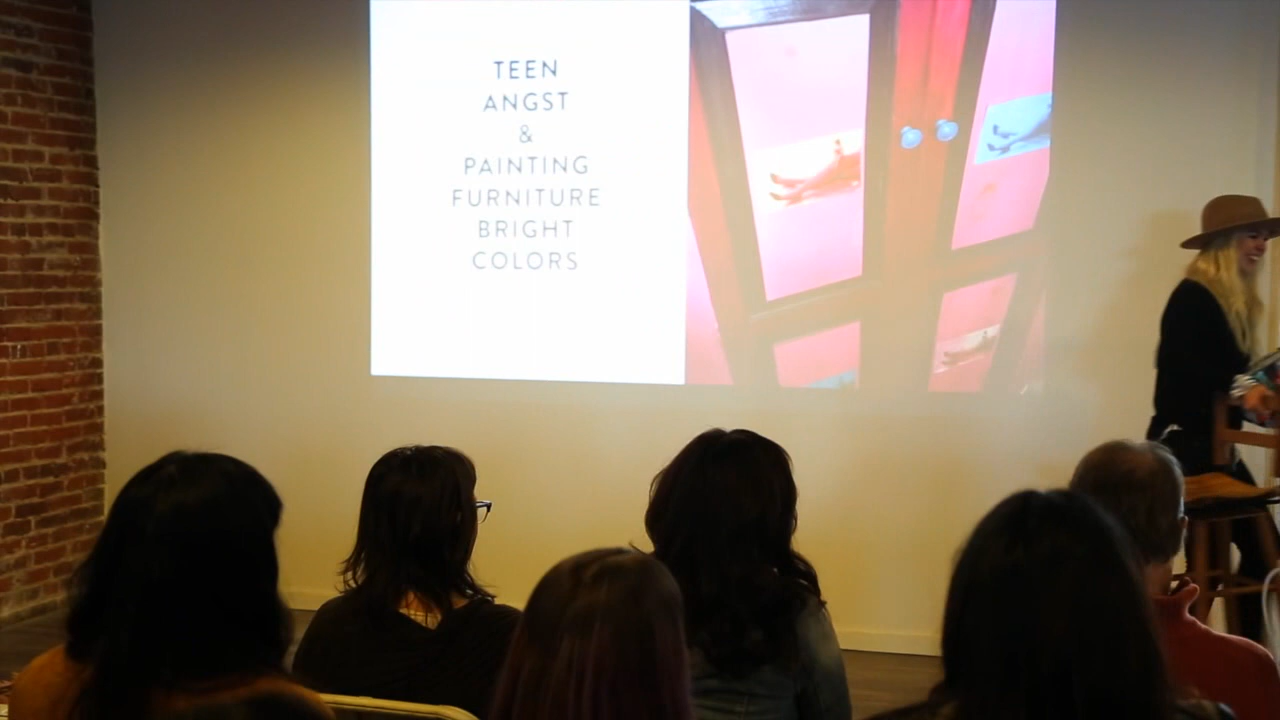 TEEN
ANGST
&
PAINTING
FURNITURE
BRIGHT
COLORS